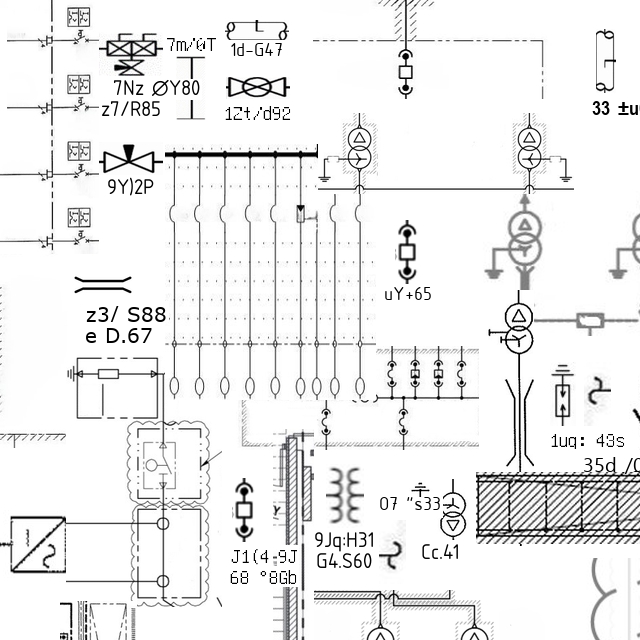 7m/@T
1d-G47
7Nz ØY80
z7/R85
1Zt/d92
33 ±u
9Y)2P
uY+65
z3/ S88
e D.67
1uq: 43s
35d /0
07 "s33
9Jq:H31
G4.S60
Cc.41
J1(4-9J
68 °8Gb